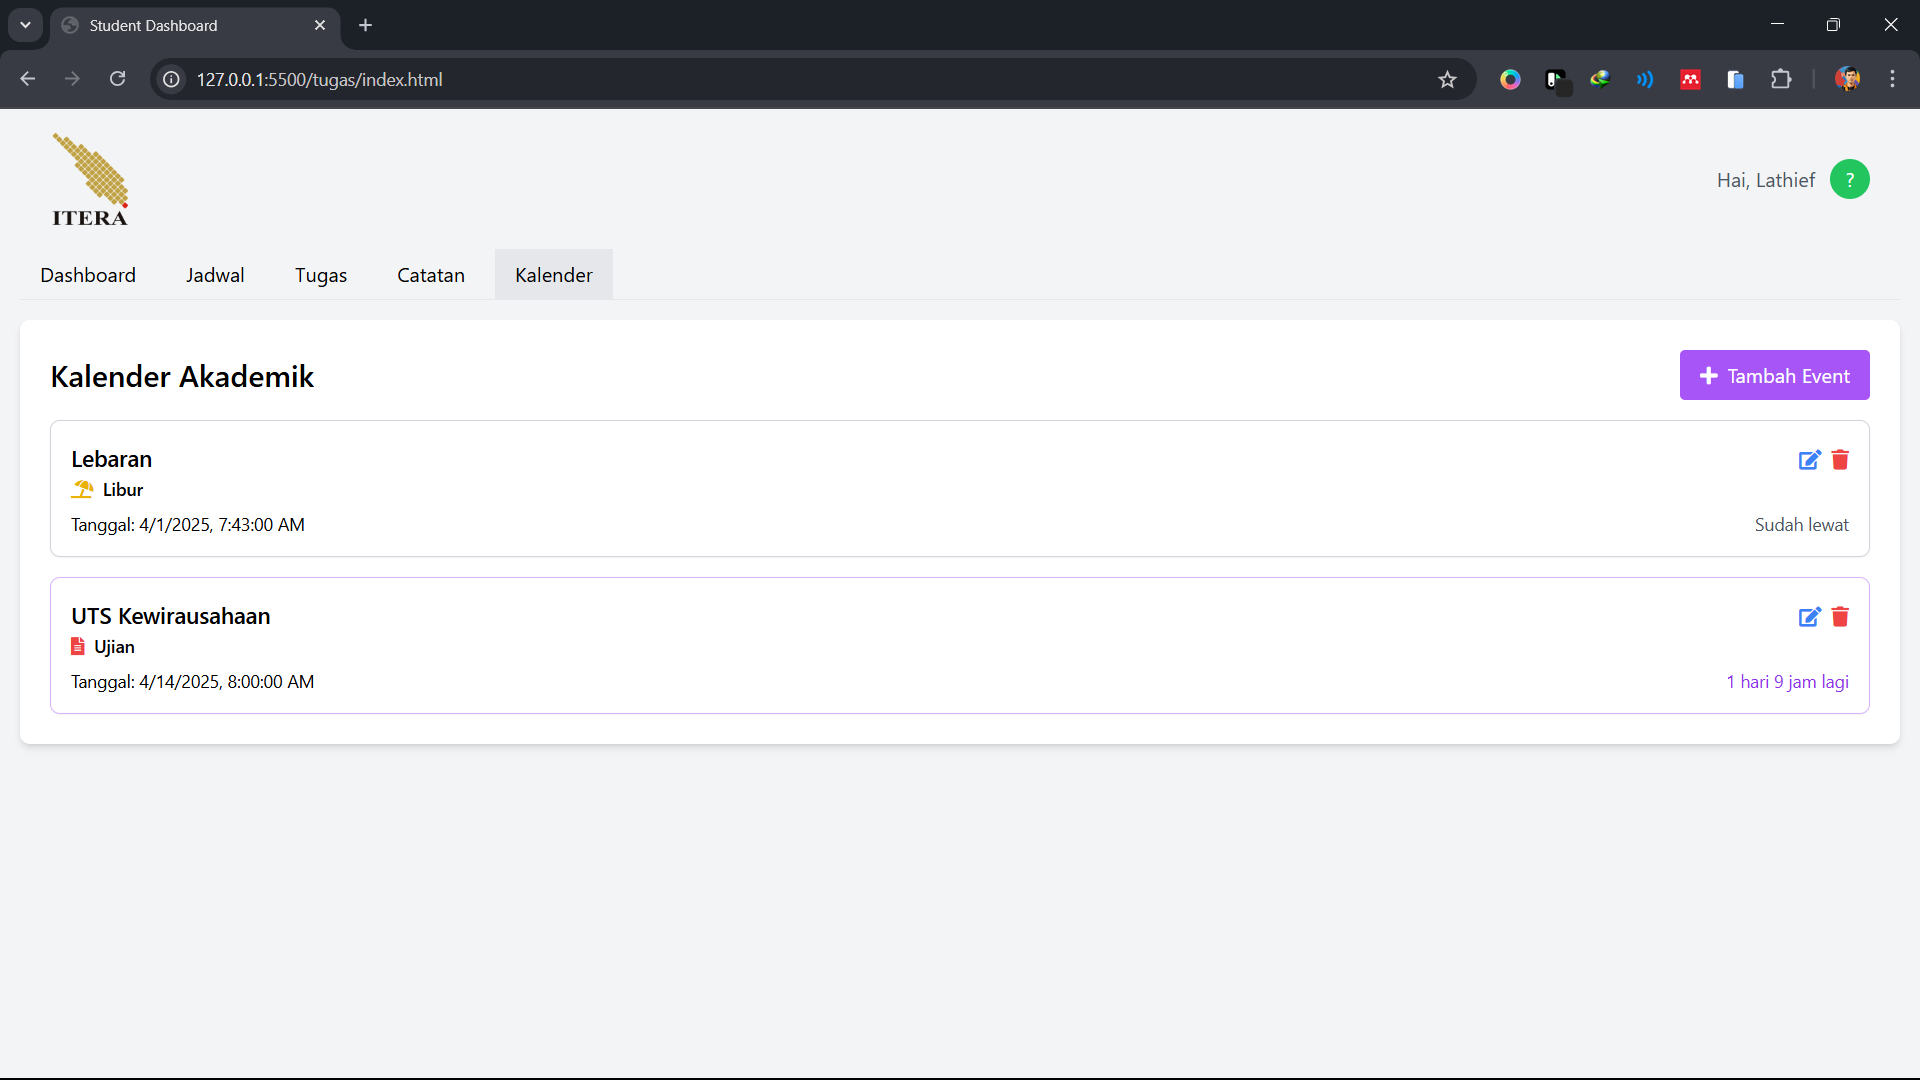 Student Dashboard
127.0.0.1:5500/tugas/index.html
ITERA
Hai, Lathief ?
Dashboard Jadwal Tugas Catatan Kalender
Kalender Akademik
Tambah Event
Lebaran
Libur
Tanggal: 4/1/2025, 7:43:00 AM
Sudah lewat
UTS Kewirausahaan
Ujian
Tanggal: 4/14/2025, 8:00:00 AM
1 hari 9 jam lagi